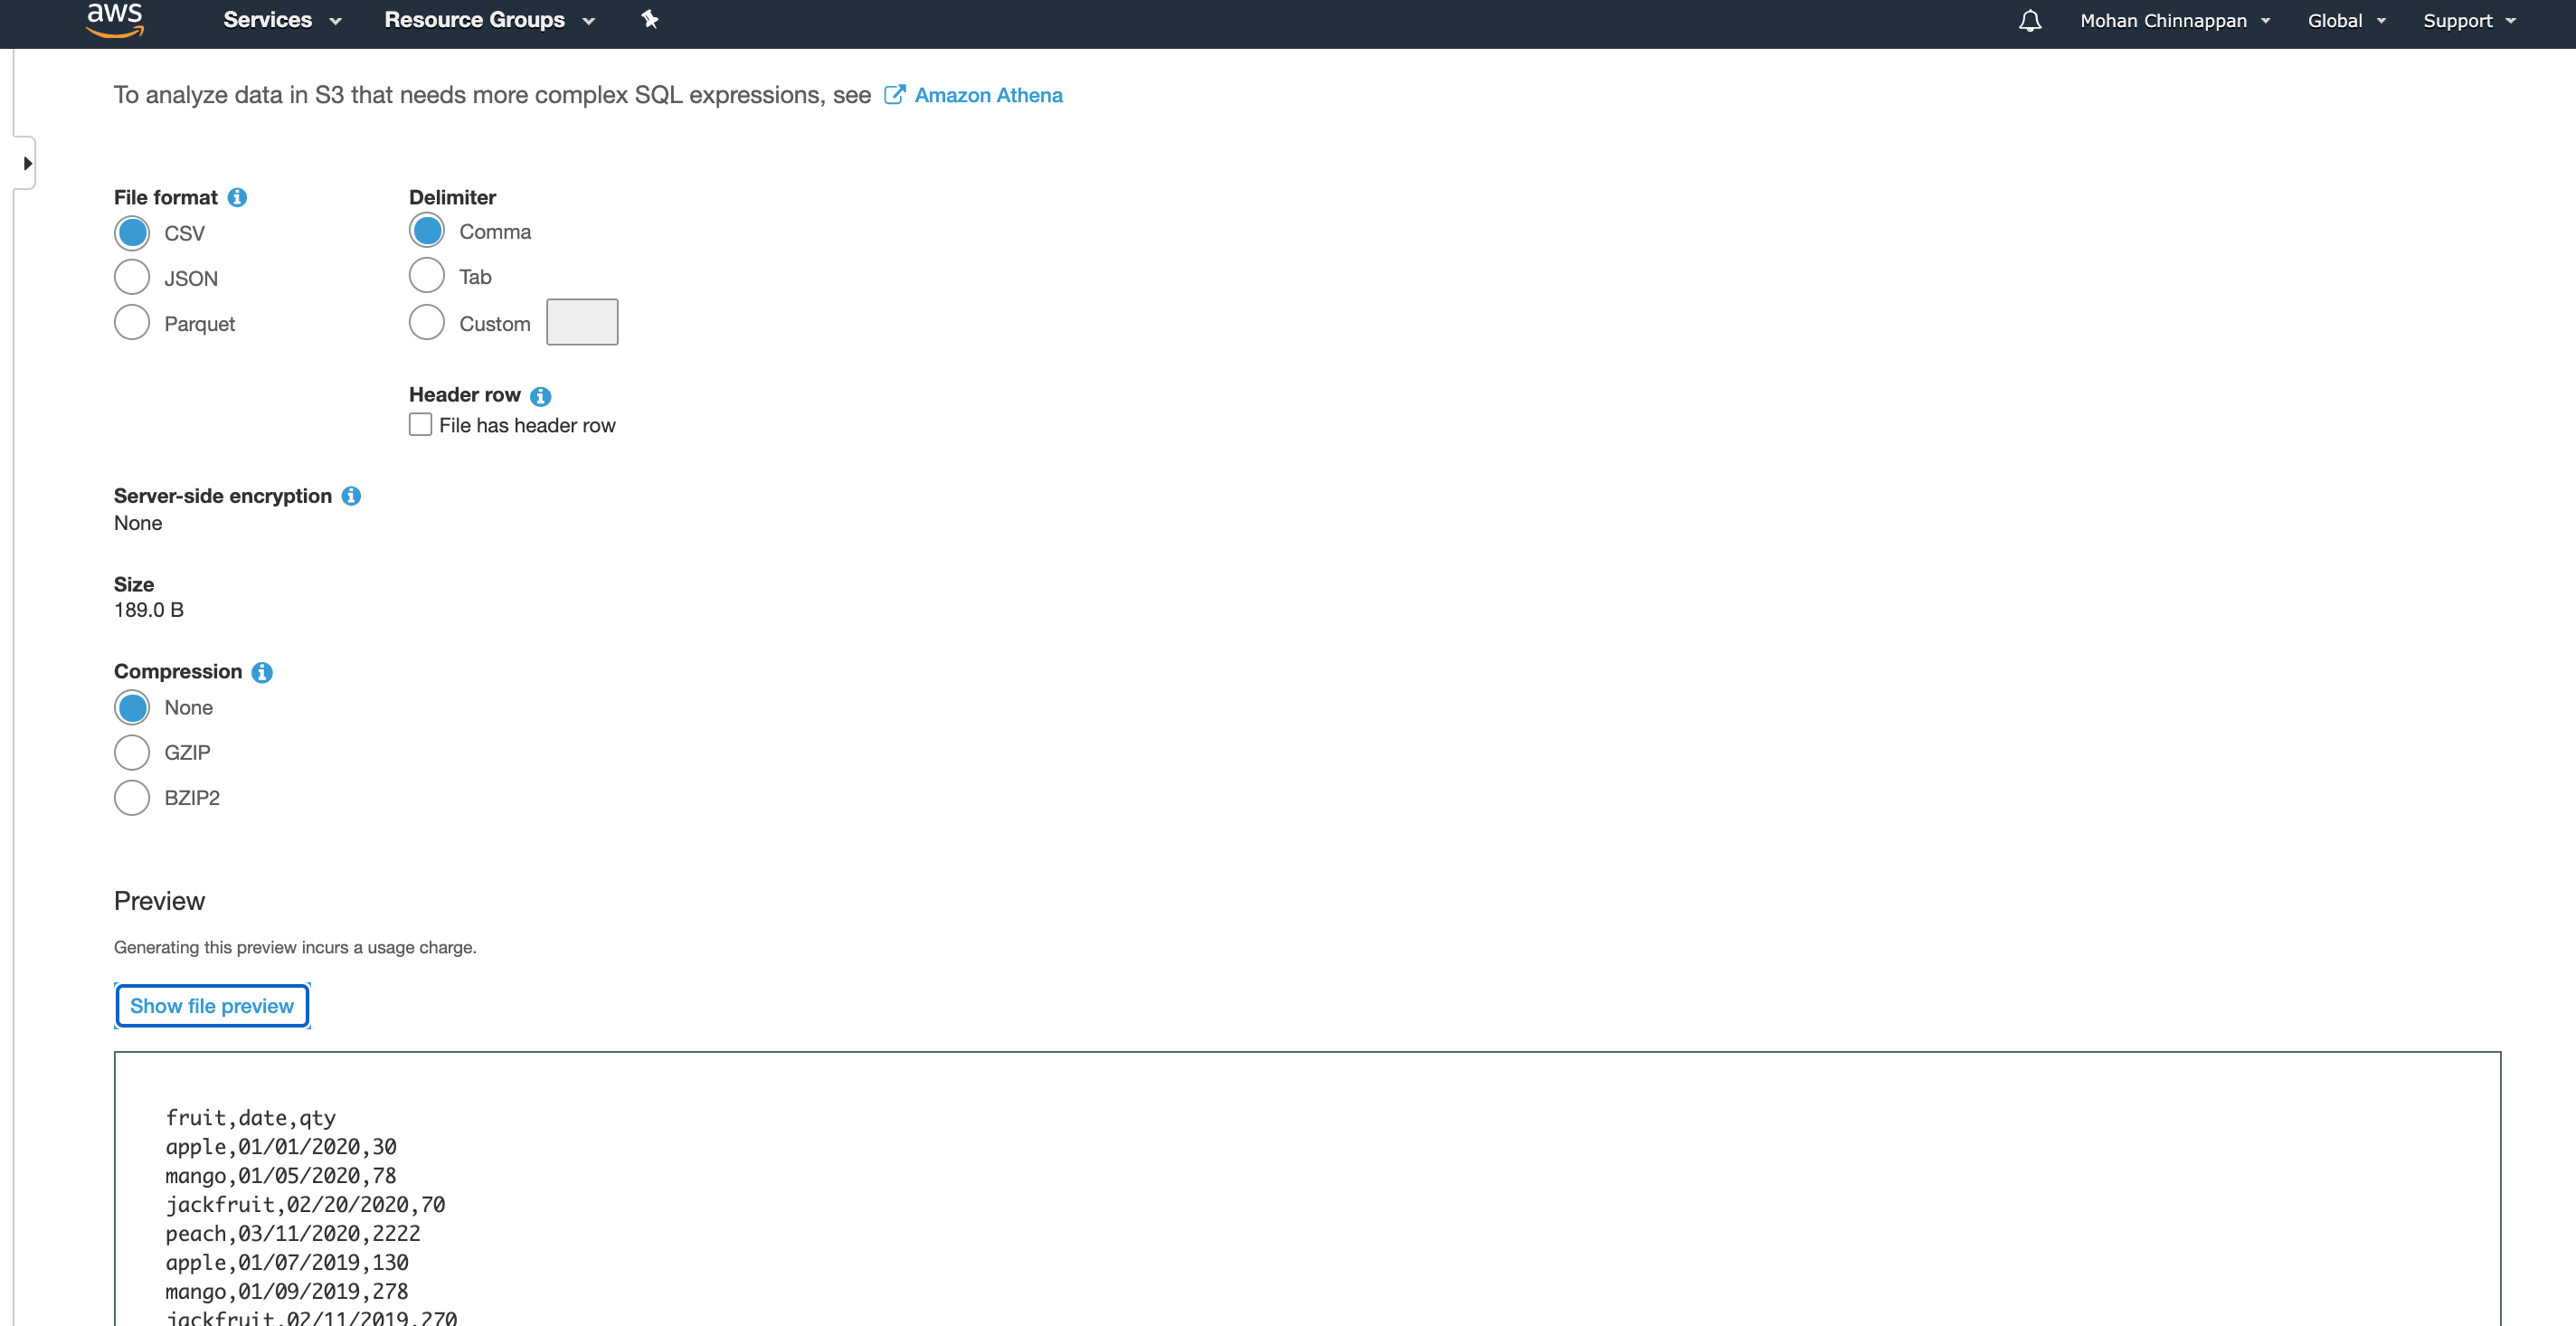 aws Services Resource Groups Mohan Chinnappan Global Support
To analyze data in S3 that needs more complex SQL expressions, see Amazon Athena
File format
CSV
JSON
Parquet
Delimiter
Comma
Tab
Custom
Header row
File has header row
Server-side encryption
None
Size
189.0 B
Compression
None
GZIP
BZIP2
Preview
Generating this preview incurs a usage charge.
Show file preview
fruit,date,qty
apple,01/01/2020,30
mango,01/05/2020,78
jackfruit,02/20/2020,70
peach,03/11/2020,2222
apple,01/07/2019,130
mango,01/09/2019,278
jackfruit,02/11/2019,270